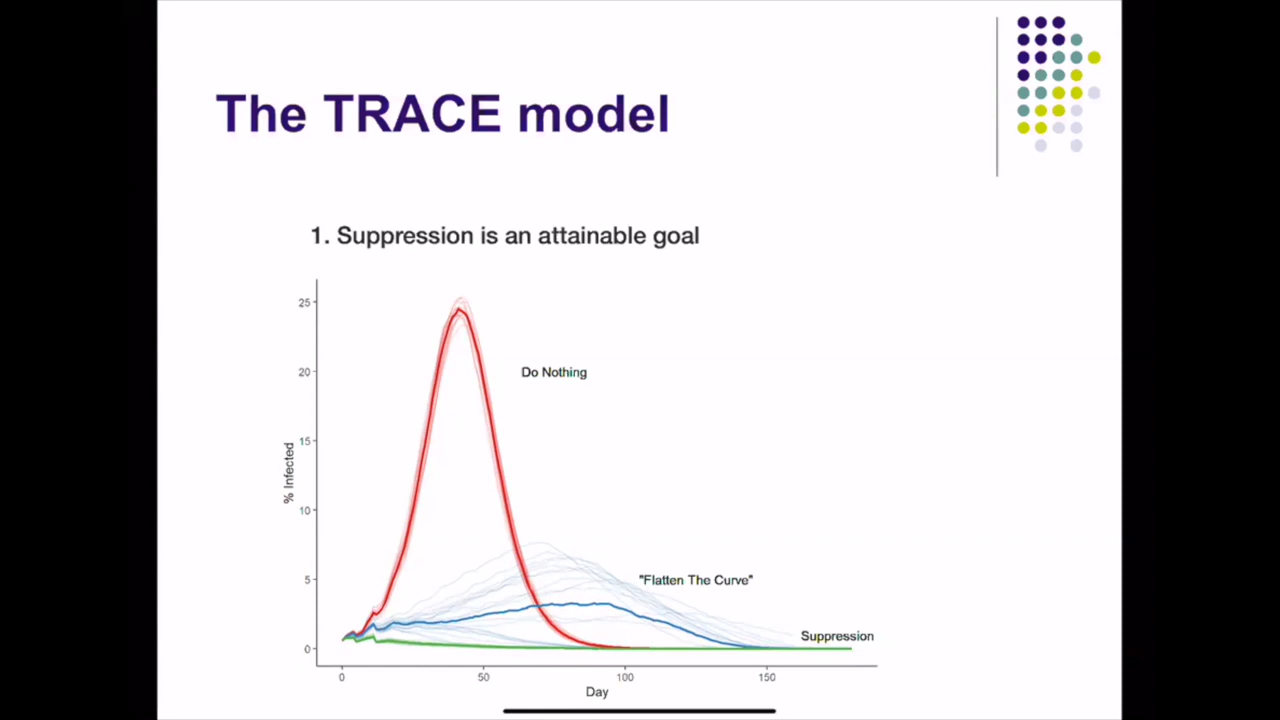 The TRACE model
1. Suppression is an attainable goal
25
20
15
10
5
0
% Infected
Do Nothing
"Flatten The Curve"
Suppression
0 50 100 150
Day